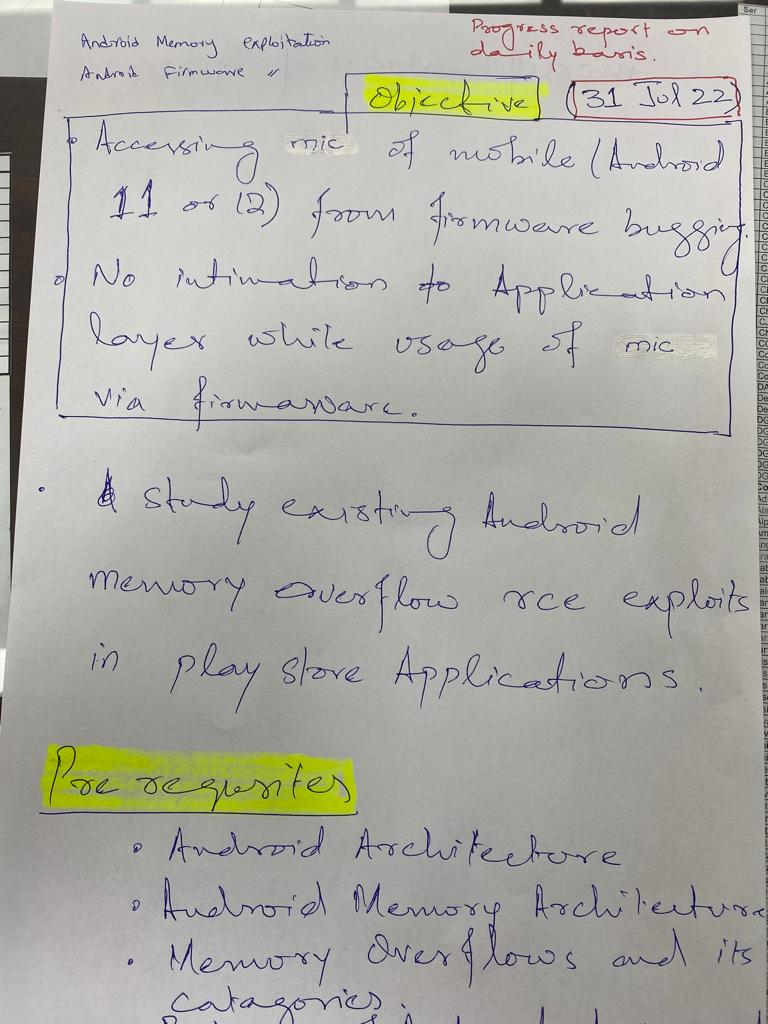 Android Memory exploitation
Android Firmware "
Progress report on
daily basis.
Objective
(31 Jul 22)
• Accessing mic of mobile (Android
11 or 12) from firmware bugging.
• No intimation to Application
layer while usage of mic
via firmaware.
• study existing Android
memory overflow rce exploits
in play store Applications.
Pre requsites
• Android Architecture
• Android Memory Architecture
• Memory Overflows and its
catagories.